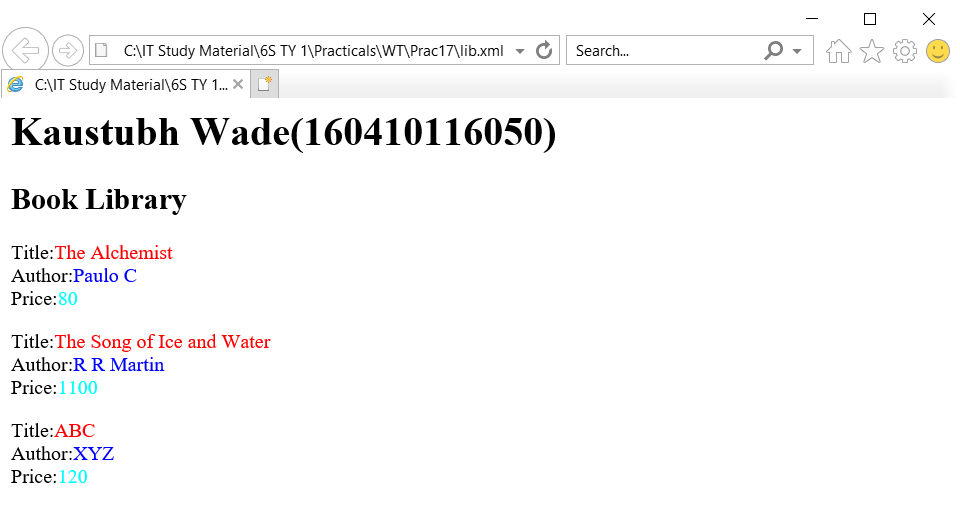 C:\IT Study Material\6S TY 1\Practicals\WT\Prac17\lib.xml
Search...
C:\IT Study Material\6S TY 1...
Kaustubh Wade(160410116050)
Book Library
Title:The Alchemist
Author:Paulo C
Price:80
Title:The Song of Ice and Water
Author:R R Martin
Price:1100
Title:ABC
Author:XYZ
Price:120